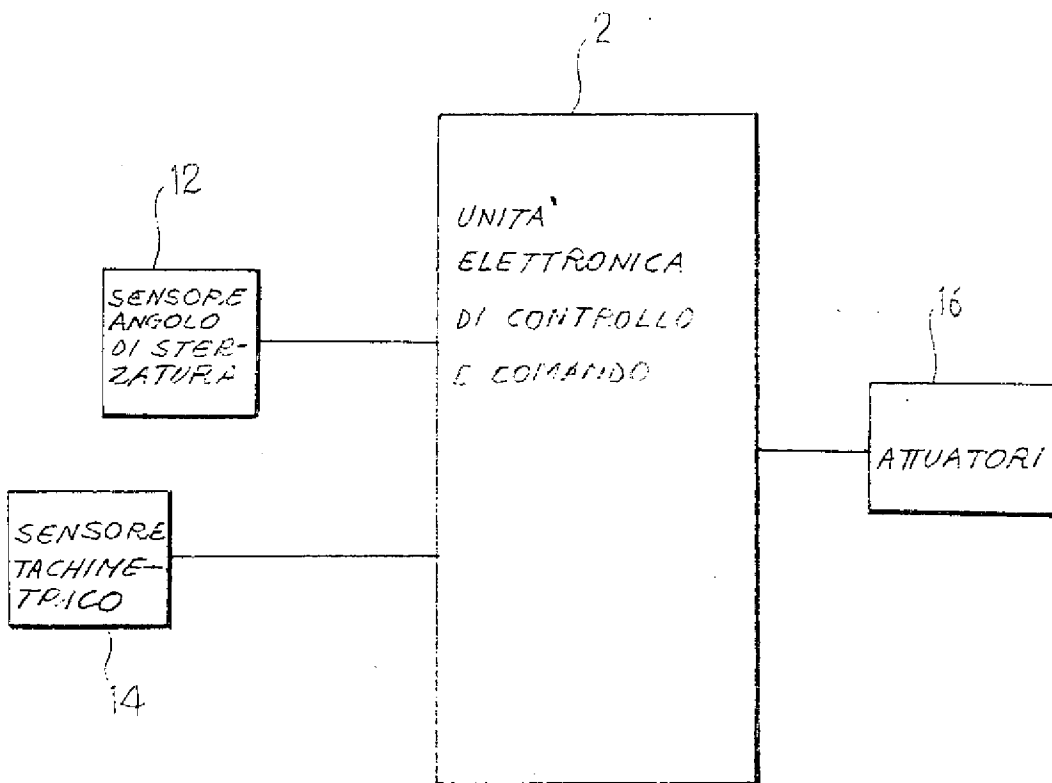 2
12
UNITA'
ELETTRONICA
DI CONTROLLO
E COMANDO
SENSORE
ANGOLO
DI STER-
ZATURA
16
ATTUATORI
SENSORE
TACHIME-
TRICO
14